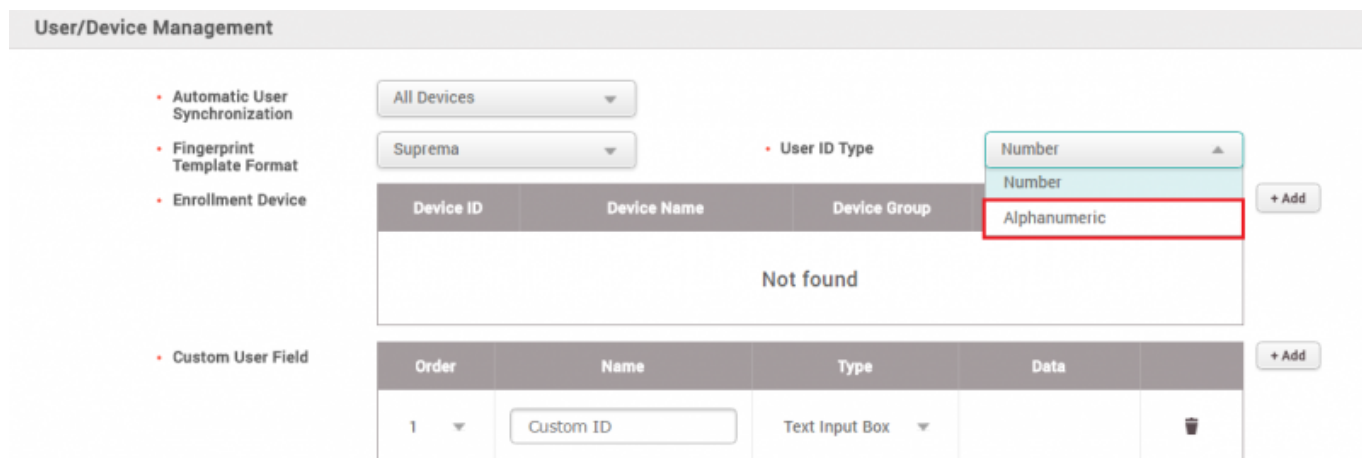 User/Device Management
Automatic User
Synchronization
All Devices
Fingerprint
Template Format
Suprema
User ID Type
Number
Number
Alphanumeric
Enrollment Device
Device ID
Device Name
Device Group
+ Add
Not found
Custom User Field
Order
Name
Type
Data
+ Add
1
Custom ID
Text Input Box